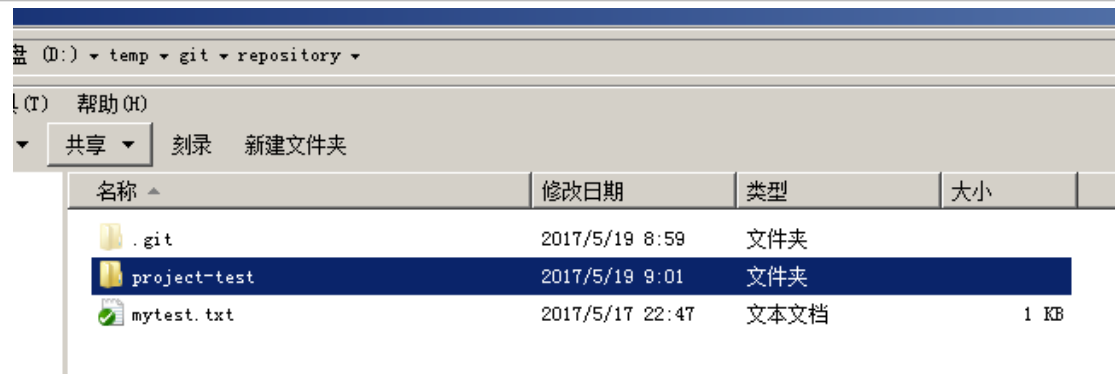 盘 (D:) temp git repository
(T) 帮助(H)
共享 刻录 新建文件夹
名称 修改日期 类型 大小
.git 2017/5/19 8:59 文件夹
project-test 2017/5/19 9:01 文件夹
mytest.txt 2017/5/17 22:47 文本文档 1 KB